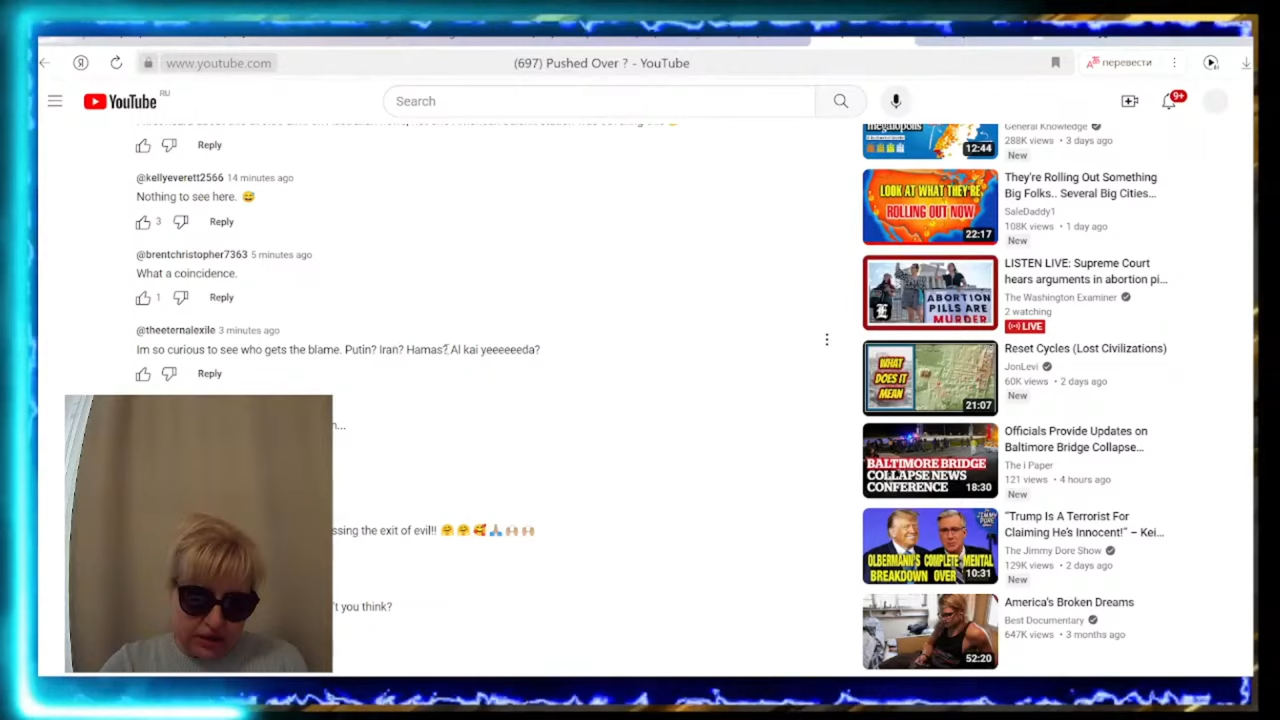 www.youtube.com
(697) Pushed Over ? - YouTube
перевести
YouTube RU
Search
9+
Reply
@kellyeverett2566 14 minutes ago
Nothing to see here. 😅
3 Reply
@brentchristopher7363 5 minutes ago
What a coincidence.
1 Reply
@theeternalexile 3 minutes ago
Im so curious to see who gets the blame. Putin? Iran? Hamas? Al kai yeeeeeeda?
Reply
n...
ssing the exit of evil!! 🤗 🤗 🥰 🙏🏼 🙌🏼 🙌🏼
't you think?
12:44
General Knowledge
288K views • 3 days ago
New
LOOK AT WHAT THEY'RE
ROLLING OUT NOW
22:17
They're Rolling Out Something
Big Folks.. Several Big Cities...
SaleDaddy1
108K views • 1 day ago
New
ABORTION
PILLS ARE
MURDER
LISTEN LIVE: Supreme Court
hears arguments in abortion pi...
The Washington Examiner
2 watching
LIVE
WHAT
DOES IT
MEAN
21:07
Reset Cycles (Lost Civilizations)
JonLevi
60K views • 2 days ago
New
BALTIMORE BRIDGE
COLLAPSE NEWS
CONFERENCE
18:30
Officials Provide Updates on
Baltimore Bridge Collapse...
The i Paper
121 views • 4 hours ago
New
THE JIMMY DORE SHOW
OLBERMANN'S COMPLETE MENTAL
BREAKDOWN OVER
10:31
“Trump Is A Terrorist For
Claiming He's Innocent!” – Kei...
The Jimmy Dore Show
129K views • 2 days ago
New
52:20
America's Broken Dreams
Best Documentary
647K views • 3 months ago